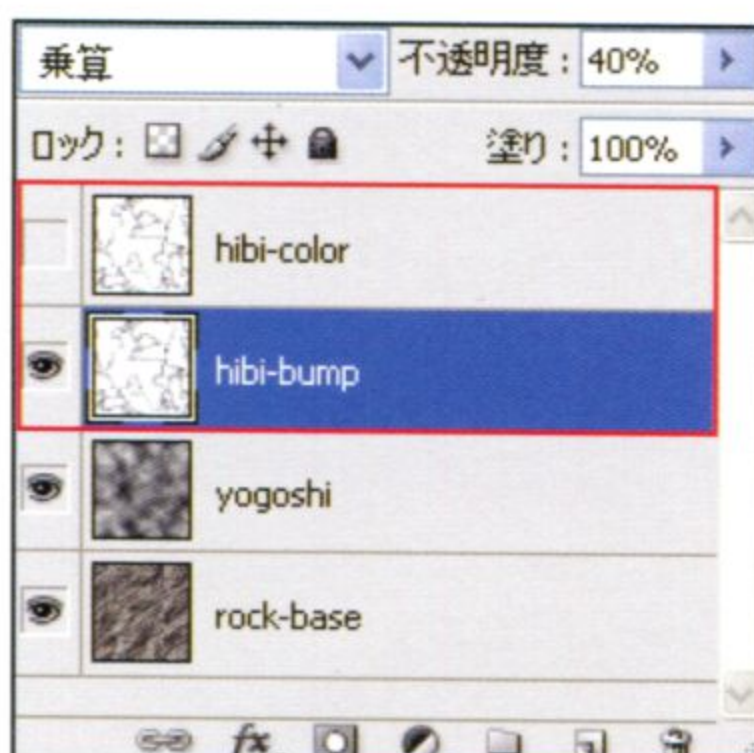 乗算 不透明度 : 40%
ロック : 塗り : 100%
hibi-color
hibi-bump
yogoshi
rock-base
fx